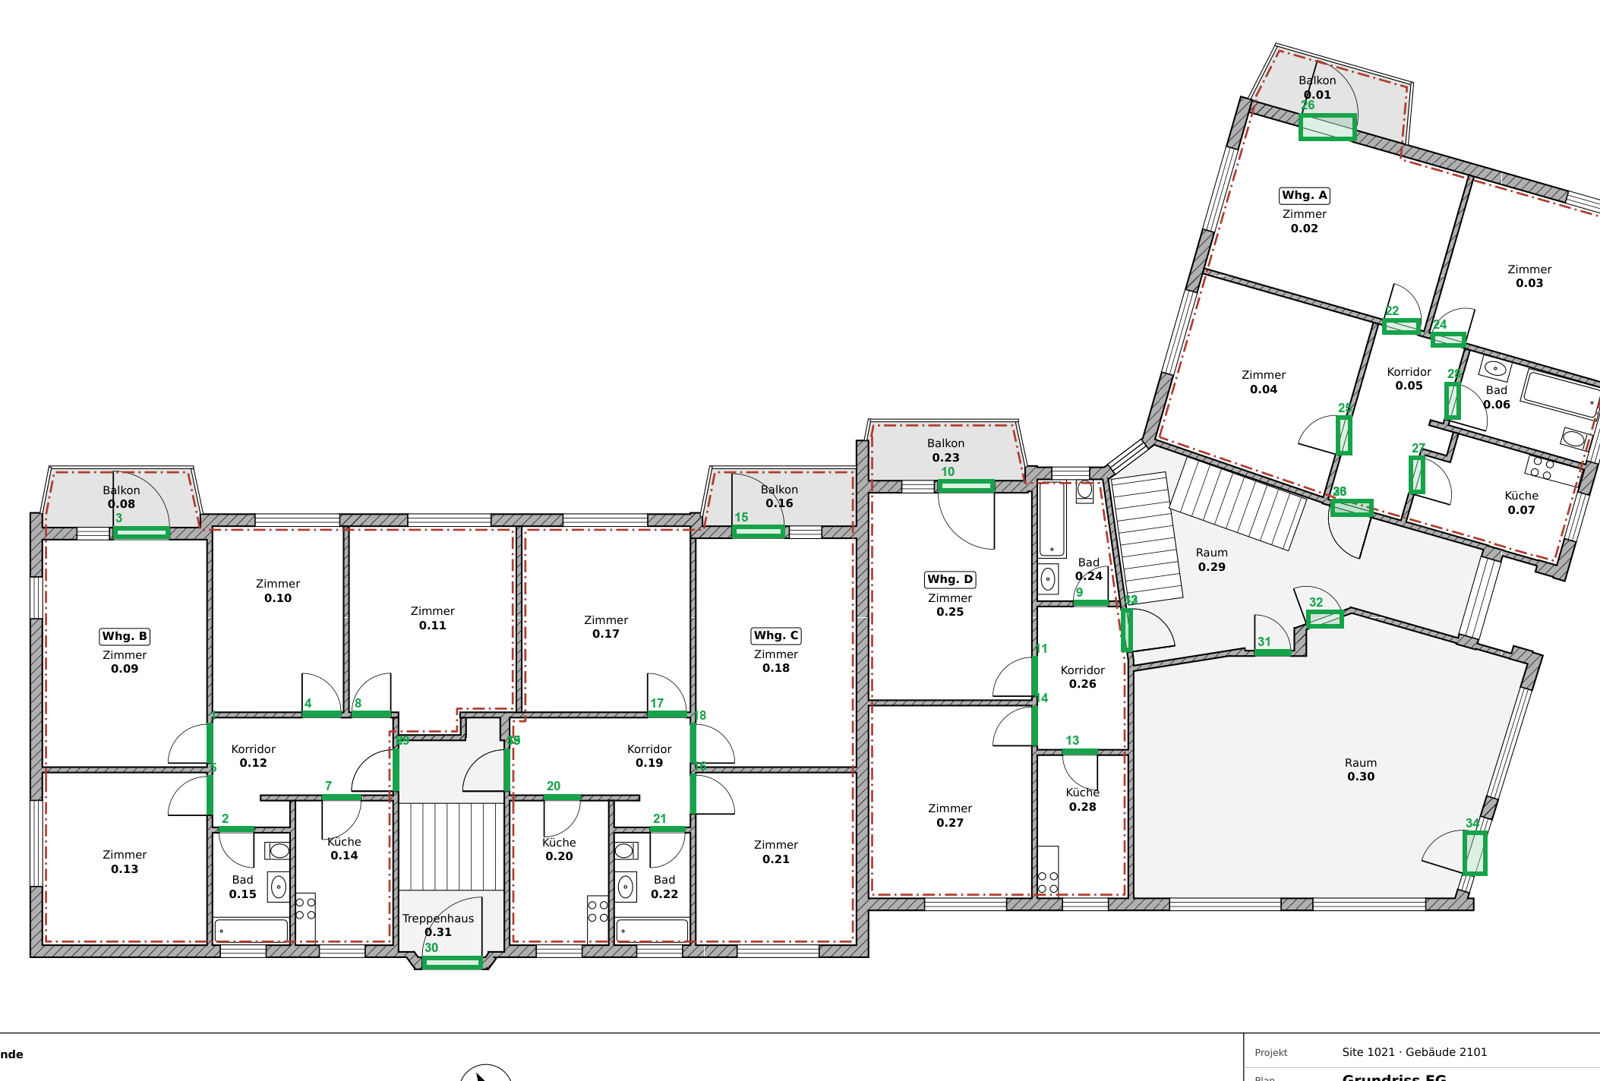 Balkon
0.01
26
Whg. A
Zimmer
0.02
Zimmer
0.03
22
24
Zimmer
0.04
Korridor
0.05
Bad
0.06
25
27
Küche
0.07
Balkon
0.23
10
Balkon
0.08
3
Balkon
0.16
15
Raum
0.29
Zimmer
0.10
Zimmer
0.11
Zimmer
0.17
Whg. B
Zimmer
0.09
Whg. C
Zimmer
0.18
Whg. D
Zimmer
0.25
Bad
0.24
9
32
31
11
Korridor
0.26
14
4
8
17
18
Korridor
0.12
Korridor
0.19
13
Küche
0.28
Raum
0.30
7
20
2
21
Zimmer
0.27
34
Zimmer
0.13
Küche
0.14
Küche
0.20
Zimmer
0.21
Bad
0.15
Bad
0.22
Treppenhaus
0.31
30
nde
Projekt
Site 1021 · Gebäude 2101
Plan
Grundriss EG